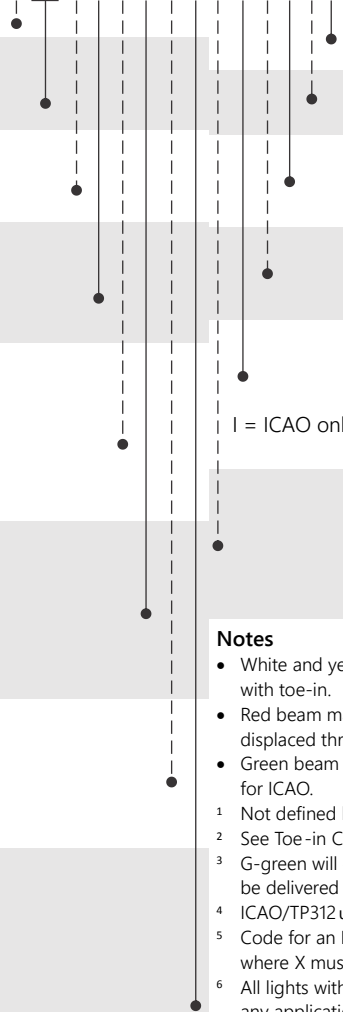 I = ICAO onl
Notes
• White and ye
with toe-in.
• Red beam m
displaced thr
• Green beam
for ICAO.
1 Not defined
2 See Toe-in C
3 G-green will
be delivered
4 ICAO/TP312 u
5 Code for an
where X mus
6 All lights with
any applicatio